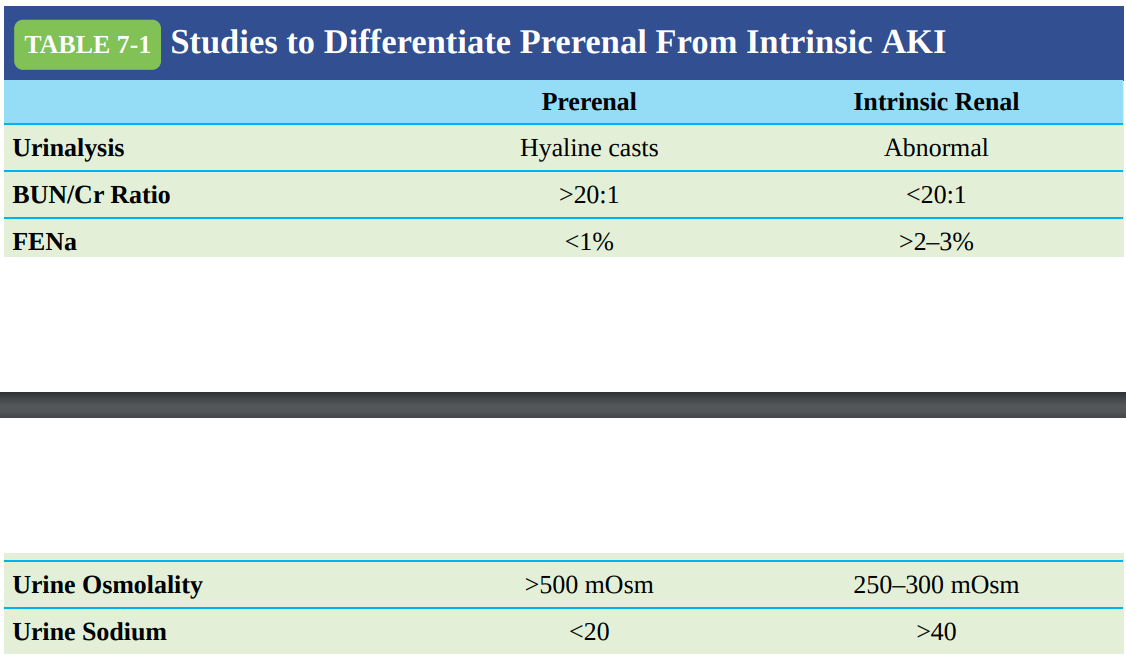 TABLE 7-1 Studies to Differentiate Prerenal From Intrinsic AKI
Prerenal Intrinsic Renal
Urinalysis Hyaline casts Abnormal
BUN/Cr Ratio >20:1 <20:1
FENa <1% >2–3%
Urine Osmolality >500 mOsm 250–300 mOsm
Urine Sodium <20 >40